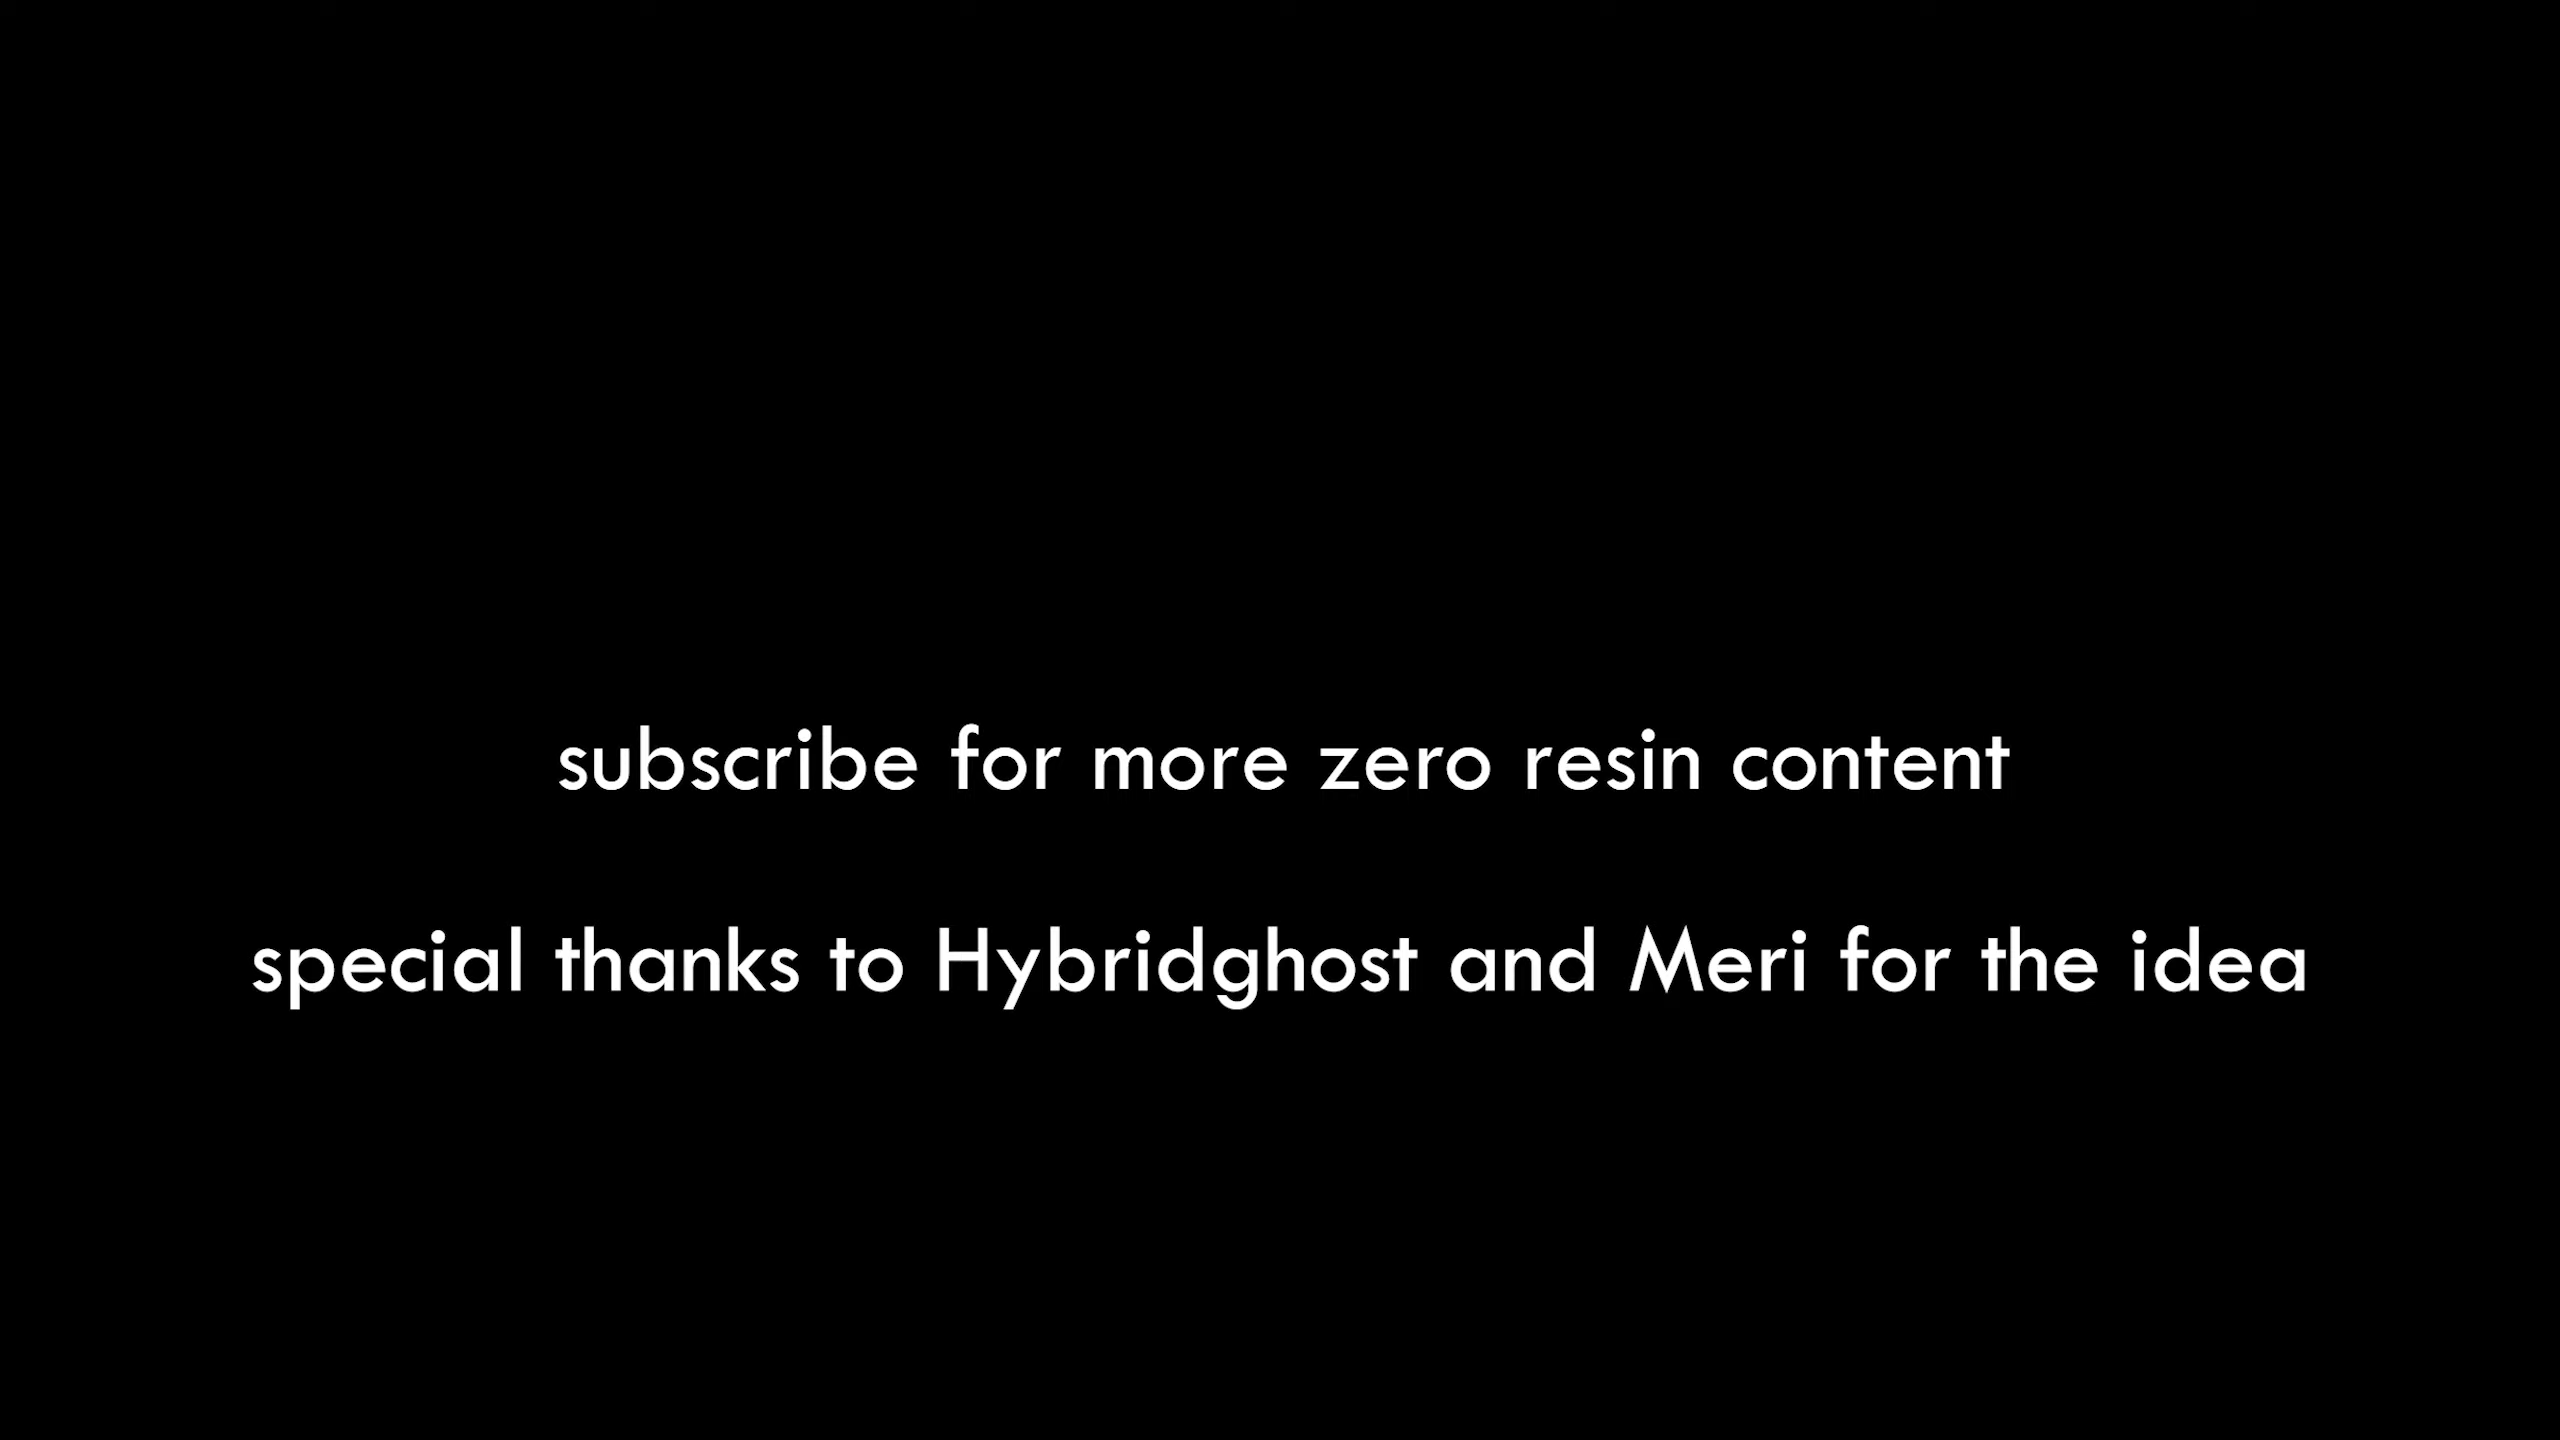 subscribe for more zero resin content
special thanks to Hybridghost and Meri for the idea